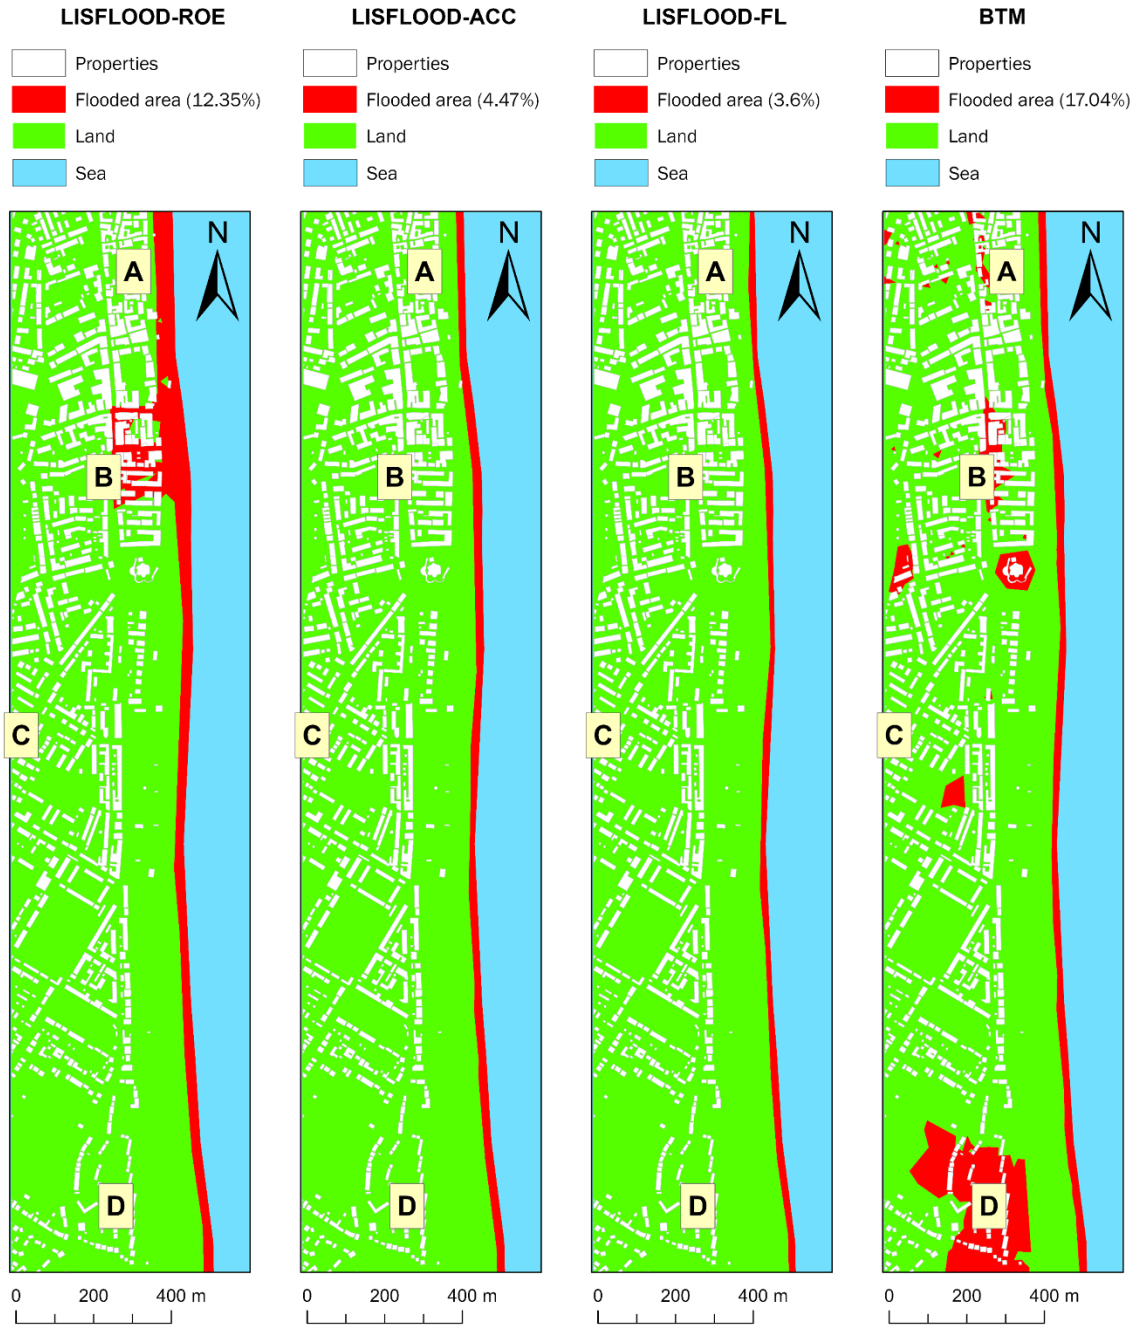 LISFLOOD-ROE
Properties
Flooded area (12.35%)
Land
Sea
N
A
B
C
D
0 200 400 m
LISFLOOD-ACC
Properties
Flooded area (4.47%)
Land
Sea
N
A
B
C
D
0 200 400 m
LISFLOOD-FL
Properties
Flooded area (3.6%)
Land
Sea
N
A
B
C
D
0 200 400 m
BTM
Properties
Flooded area (17.04%)
Land
Sea
N
A
B
C
D
0 200 400 m